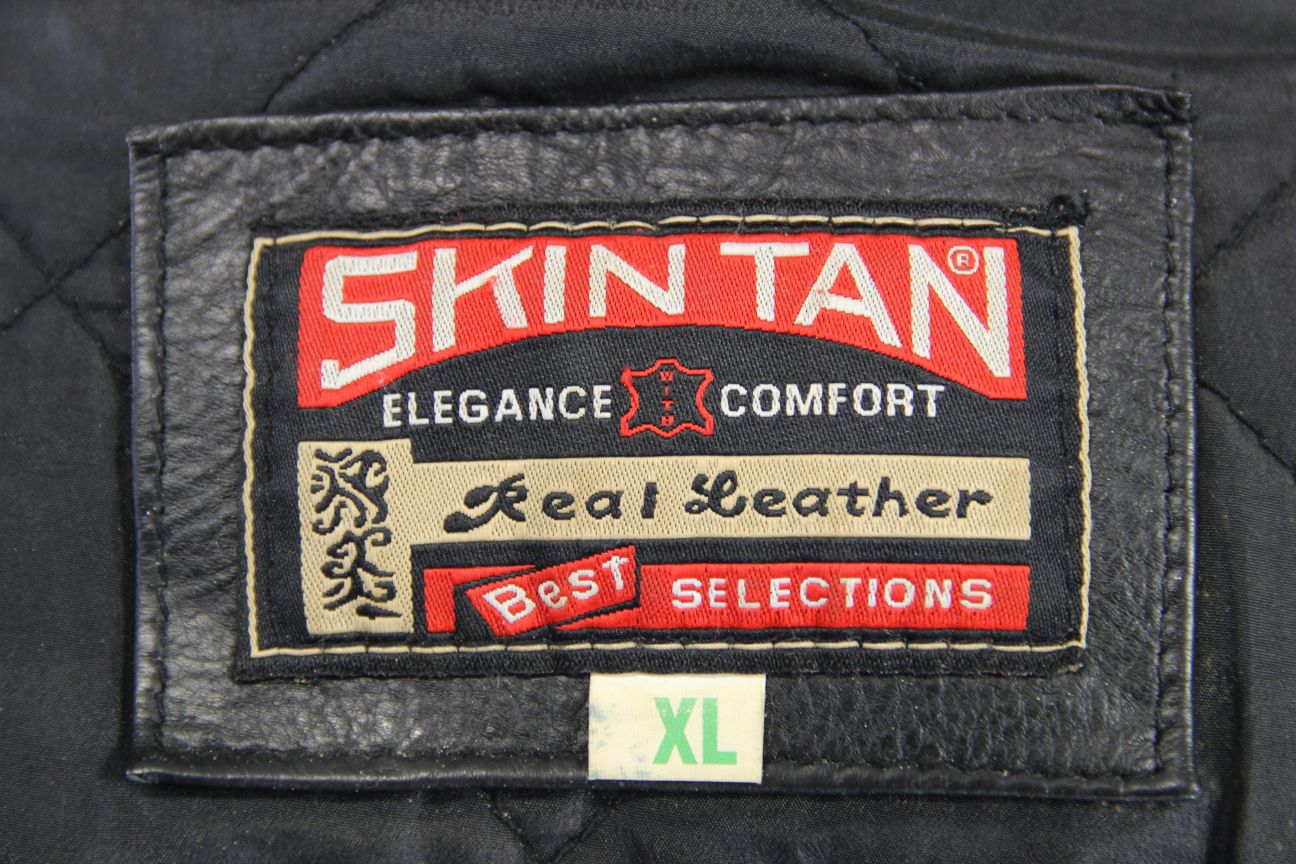 SKIN TAN®
ELEGANCE WITH COMFORT
Real Leather
Best SELECTIONS
XL